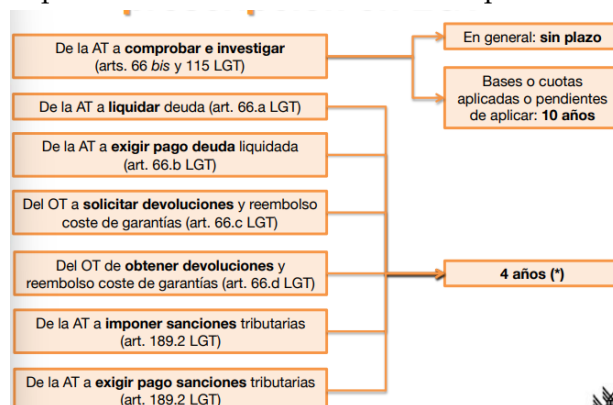 De la AT a comprobar e investigar
(arts. 66 bis y 115 LGT)
En general: sin plazo
Bases o cuotas
aplicadas o pendientes
de aplicar: 10 años
De la AT a liquidar deuda (art. 66.a LGT)
De la AT a exigir pago deuda liquidada
(art. 66.b LGT)
Del OT a solicitar devoluciones y reembolso
coste de garantías (art. 66.c LGT)
Del OT de obtener devoluciones y
reembolso coste de garantías (art. 66.d LGT)
4 años (*)
De la AT a imponer sanciones tributarias
(art. 189.2 LGT)
De la AT a exigir pago sanciones tributarias
(art. 189.2 LGT)